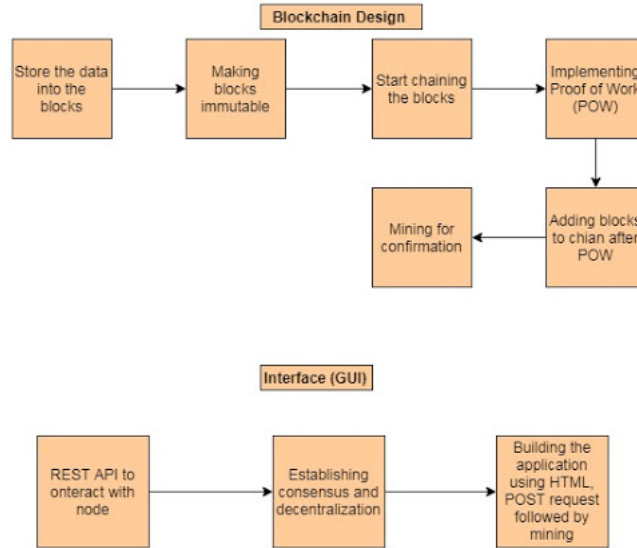 Blockchain Design
Store the data
into the
blocks
Making
blocks
immutable
Start chaining
the blocks
Implementing
Proof of Work
(POW)
Mining for
confirmation
Adding blocks
to chian after
POW
Interface (GUI)
REST API to
onteract with
node
Establishing
consensus and
decentralization
Building the
application
using HTML,
POST request
followed by
mining